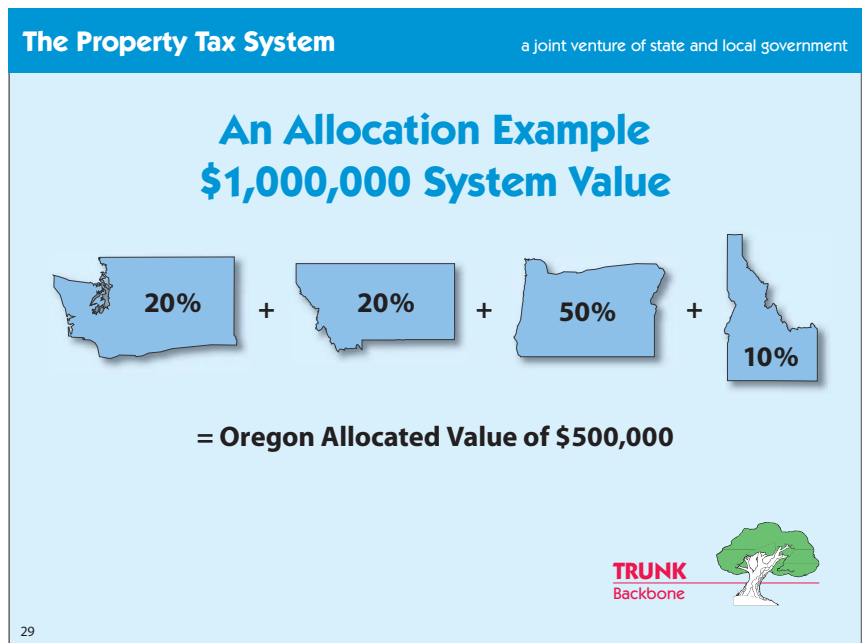 The Property Tax System
a joint venture of state and local government
An Allocation Example
$1,000,000 System Value
20% + 20% + 50% + 10%
= Oregon Allocated Value of $500,000
TRUNK
Backbone
29